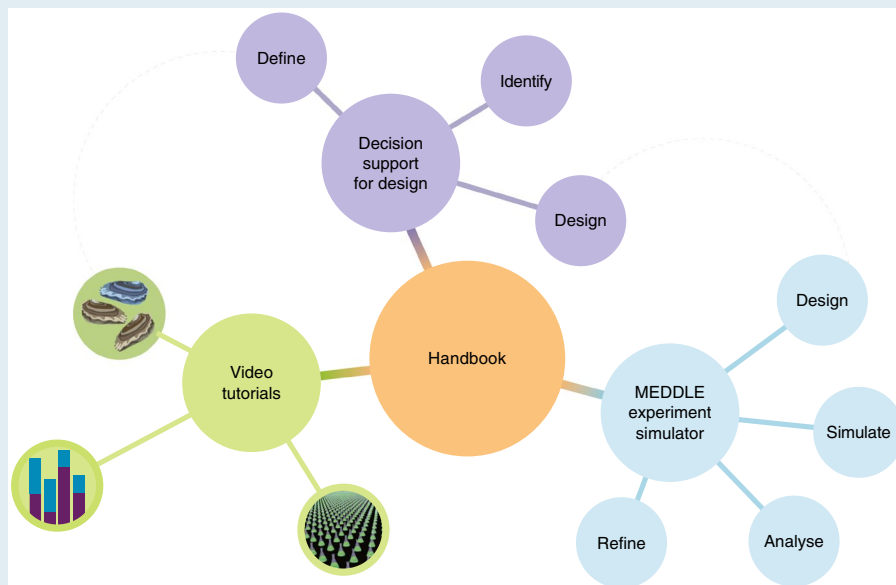 Define
Identify
Decision
support
for design
Design
Design
Handbook
Video
tutorials
MEDDLE
experiment
simulator
Simulate
Refine
Analyse